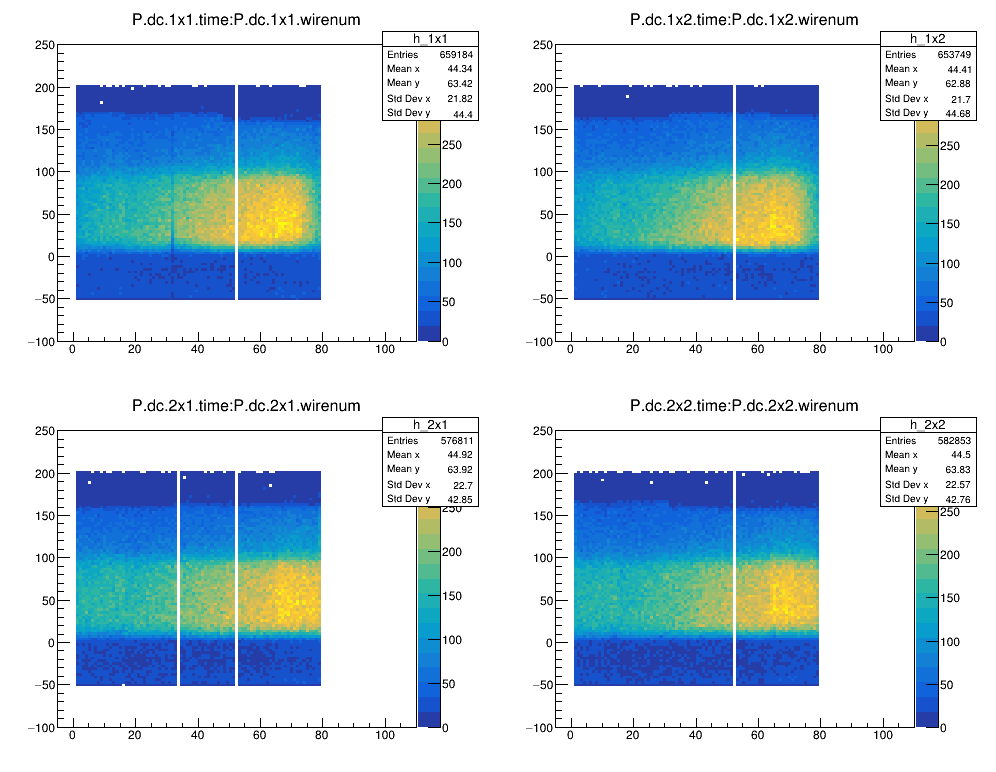 P.dc.1x1.time:P.dc.1x1.wirenum
h_1x1
Entries 659184
Mean x 44.34
Mean y 63.42
Std Dev x 21.82
Std Dev y 44.4
250
200
150
100
50
0
−50
−100
0 20 40 60 80 100
250
200
150
100
50
0
P.dc.1x2.time:P.dc.1x2.wirenum
h_1x2
Entries 653749
Mean x 44.41
Mean y 62.88
Std Dev x 21.7
Std Dev y 44.68
250
200
150
100
50
0
−50
−100
0 20 40 60 80 100
250
200
150
100
50
0
P.dc.2x1.time:P.dc.2x1.wirenum
h_2x1
Entries 576811
Mean x 44.92
Mean y 63.92
Std Dev x 22.7
Std Dev y 42.85
250
200
150
100
50
0
−50
−100
0 20 40 60 80 100
250
200
150
100
50
0
P.dc.2x2.time:P.dc.2x2.wirenum
h_2x2
Entries 582853
Mean x 44.5
Mean y 63.83
Std Dev x 22.57
Std Dev y 42.76
250
200
150
100
50
0
−50
−100
0 20 40 60 80 100
250
200
150
100
50
0